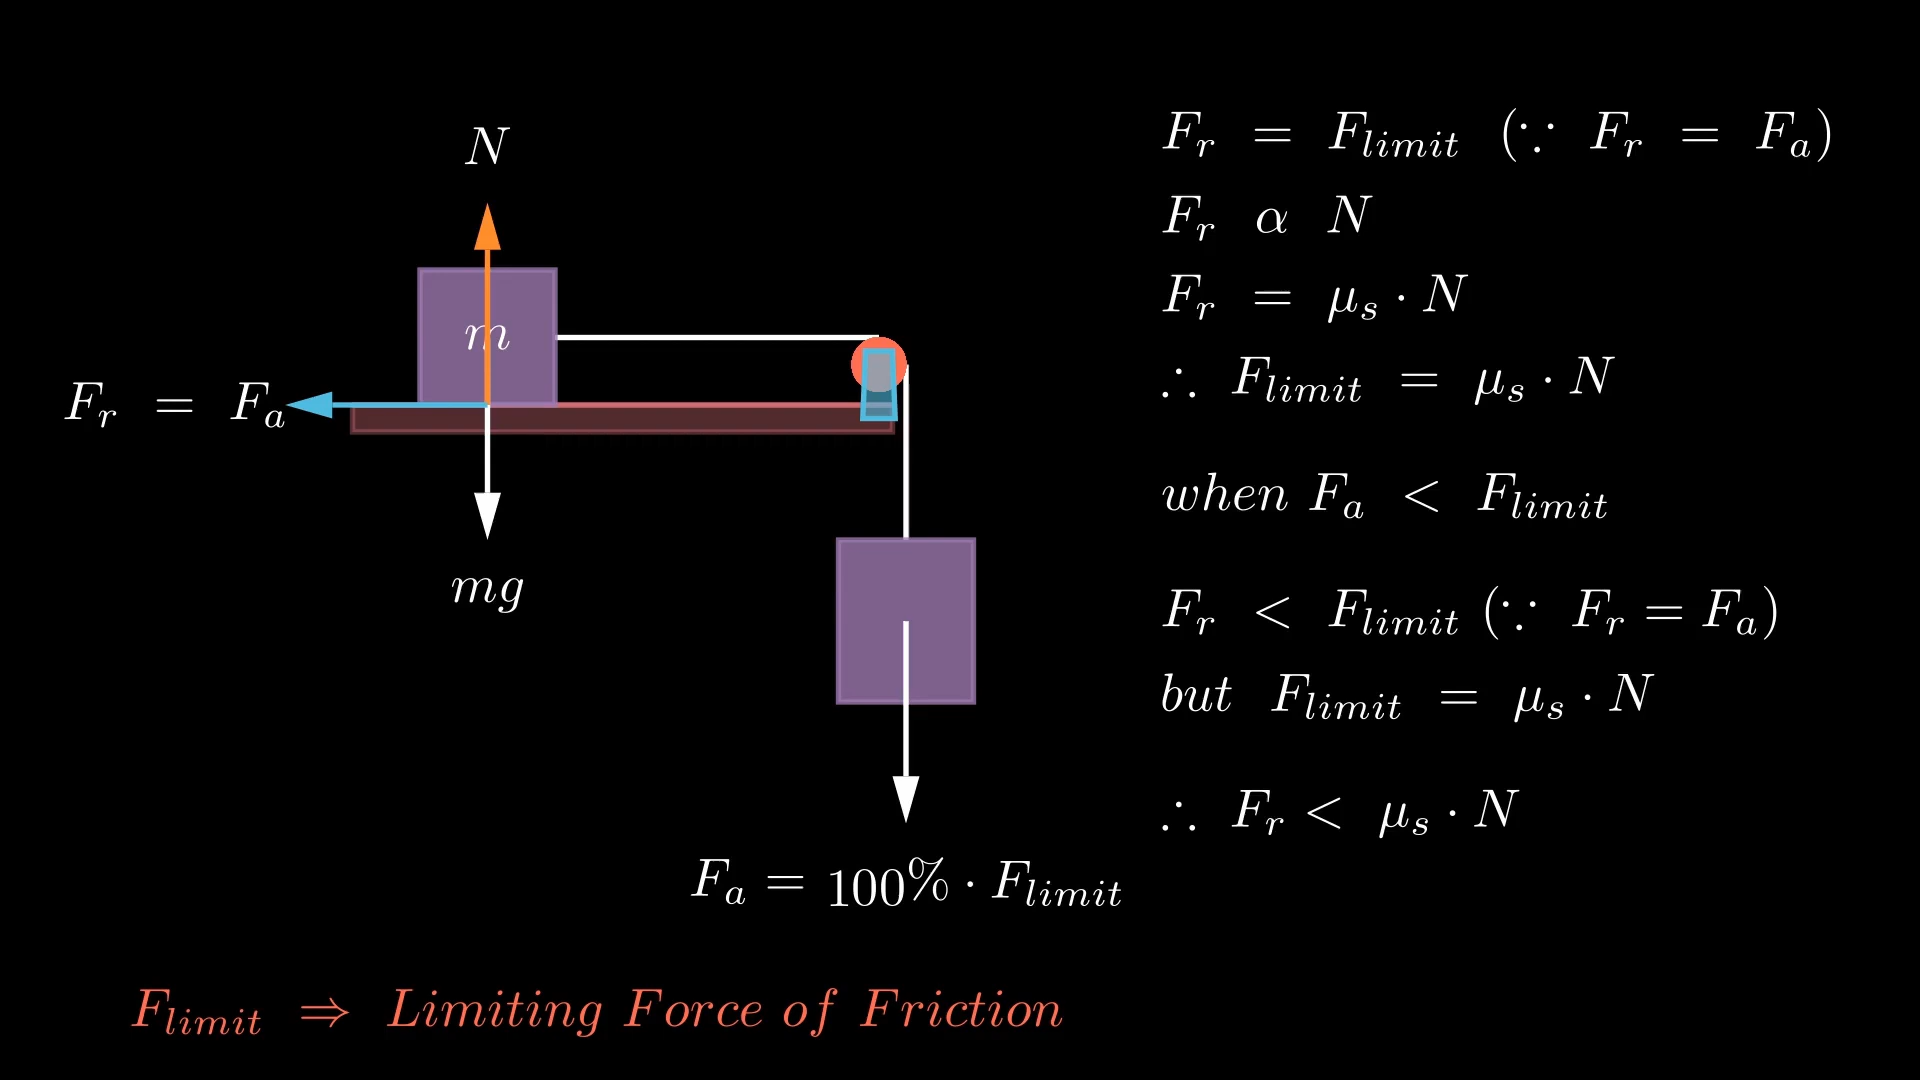 N
m
F_r = F_a
mg
F_a = 100% · F_limit
F_r = F_limit (∵ F_r = F_a)
F_r α N
F_r = μ_s · N
∴ F_limit = μ_s · N
when F_a < F_limit
F_r < F_limit (∵ F_r = F_a)
but F_limit = μ_s · N
∴ F_r < μ_s · N
F_limit ⇒ Limiting Force of Friction